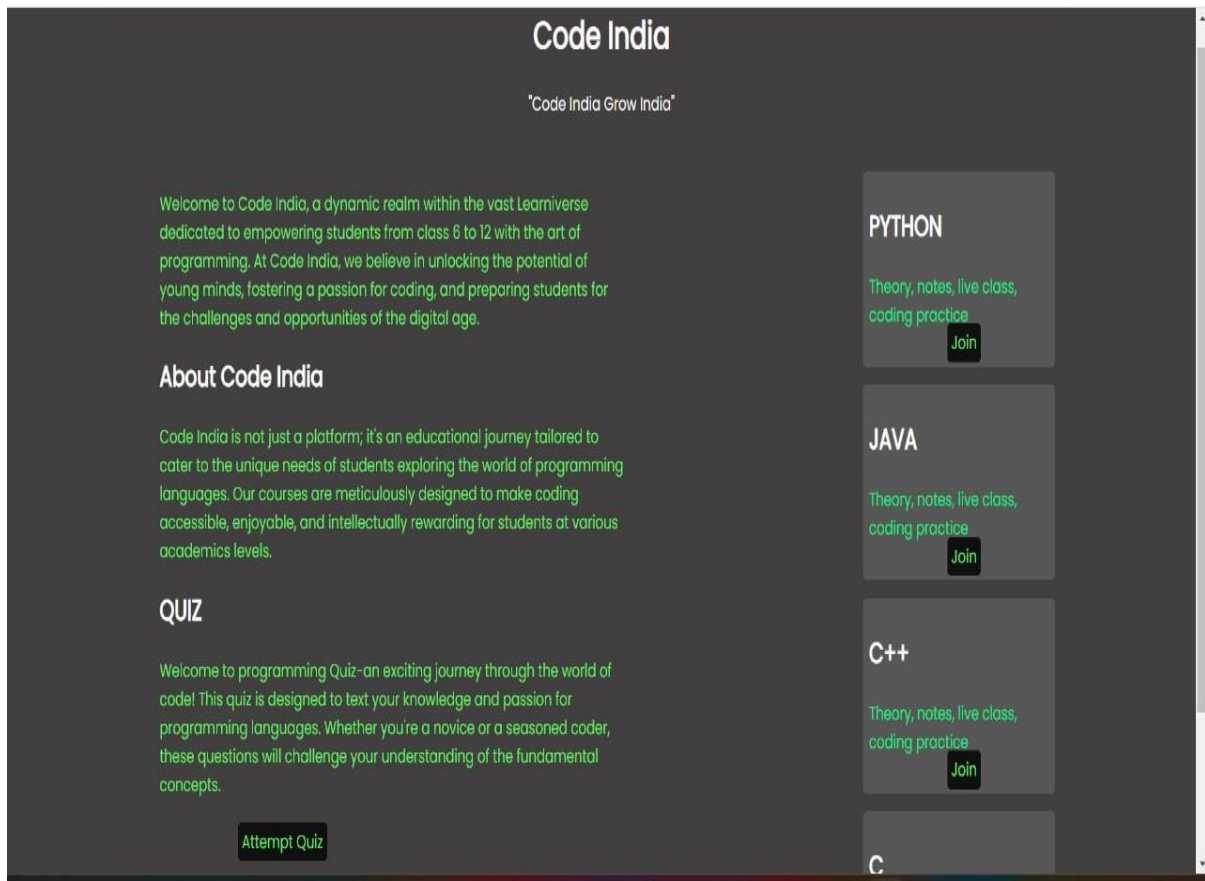 Code India
"Code India Grow India"
Welcome to Code India, a dynamic realm within the vast Learniverse
dedicated to empowering students from class 6 to 12 with the art of
programming. At Code India, we believe in unlocking the potential of
young minds, fostering a passion for coding, and preparing students for
the challenges and opportunities of the digital age.
About Code India
Code India is not just a platform; it's an educational journey tailored to
cater to the unique needs of students exploring the world of programming
languages. Our courses are meticulously designed to make coding
accessible, enjoyable, and intellectually rewarding for students at various
academics levels.
QUIZ
Welcome to programming Quiz-an exciting journey through the world of
code! This quiz is designed to text your knowledge and passion for
programming languages. Whether you're a novice or a seasoned coder,
these questions will challenge your understanding of the fundamental
concepts.
Attempt Quiz
PYTHON
Theory, notes, live class,
coding practice
Join
JAVA
Theory, notes, live class,
coding practice
Join
C++
Theory, notes, live class,
coding practice
Join
C